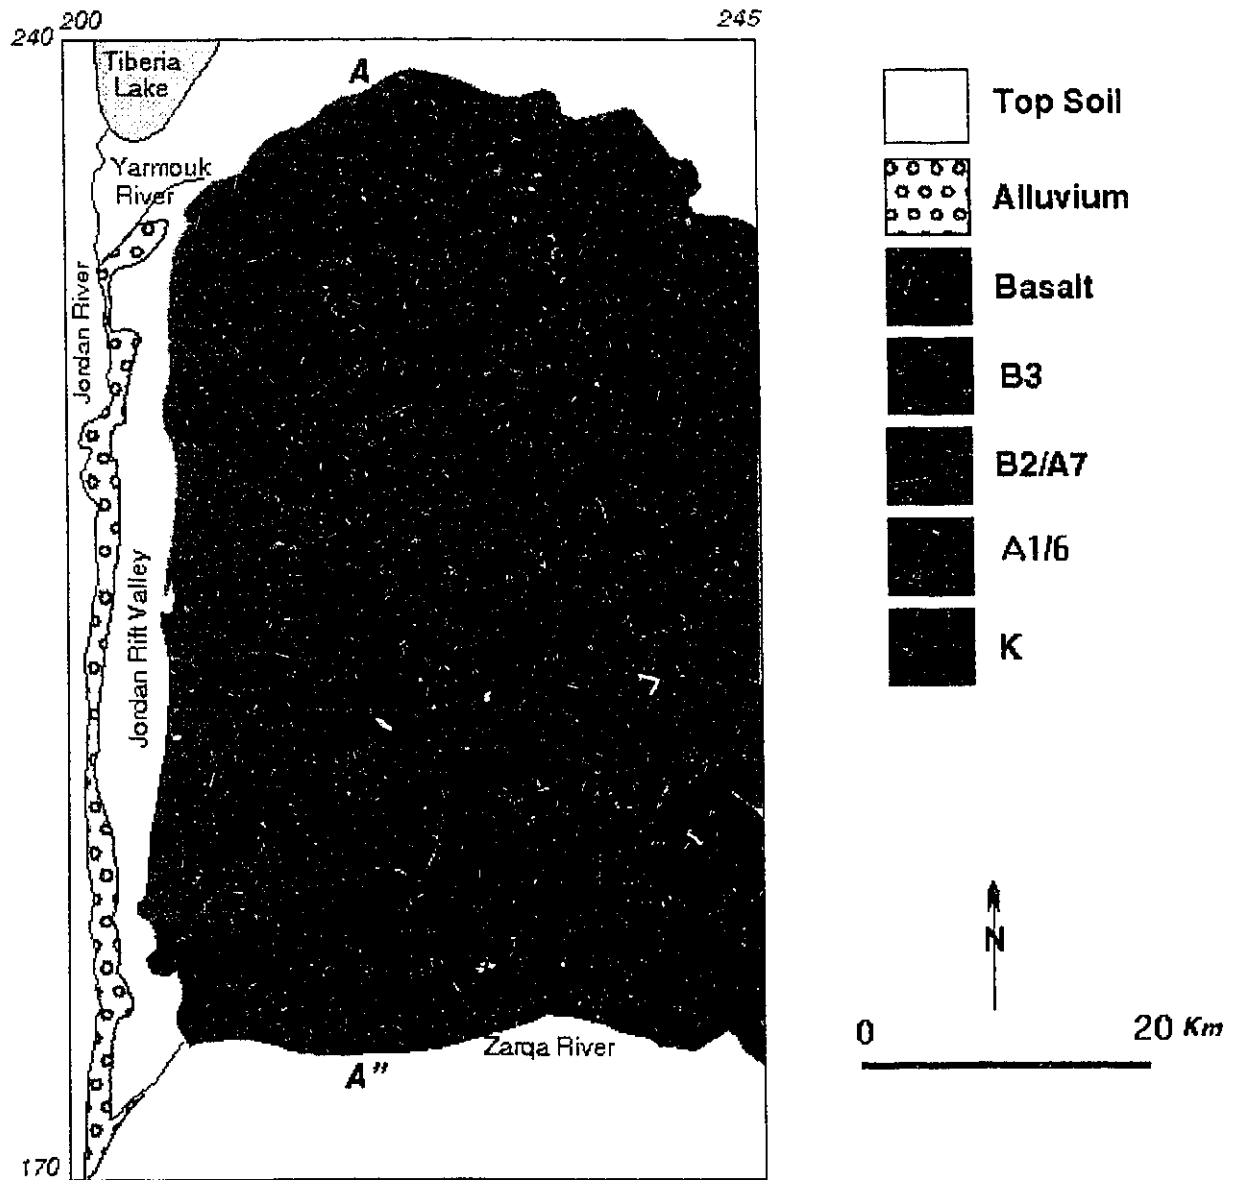 200
245
240
Tiberia
Lake
A
Yarmouk
River
Jordan River
Jordan Rift Valley
Zarqa River
A"
170
Top Soil
Alluvium
Basalt
B3
B2/A7
A1/6
K
N
0 20 Km